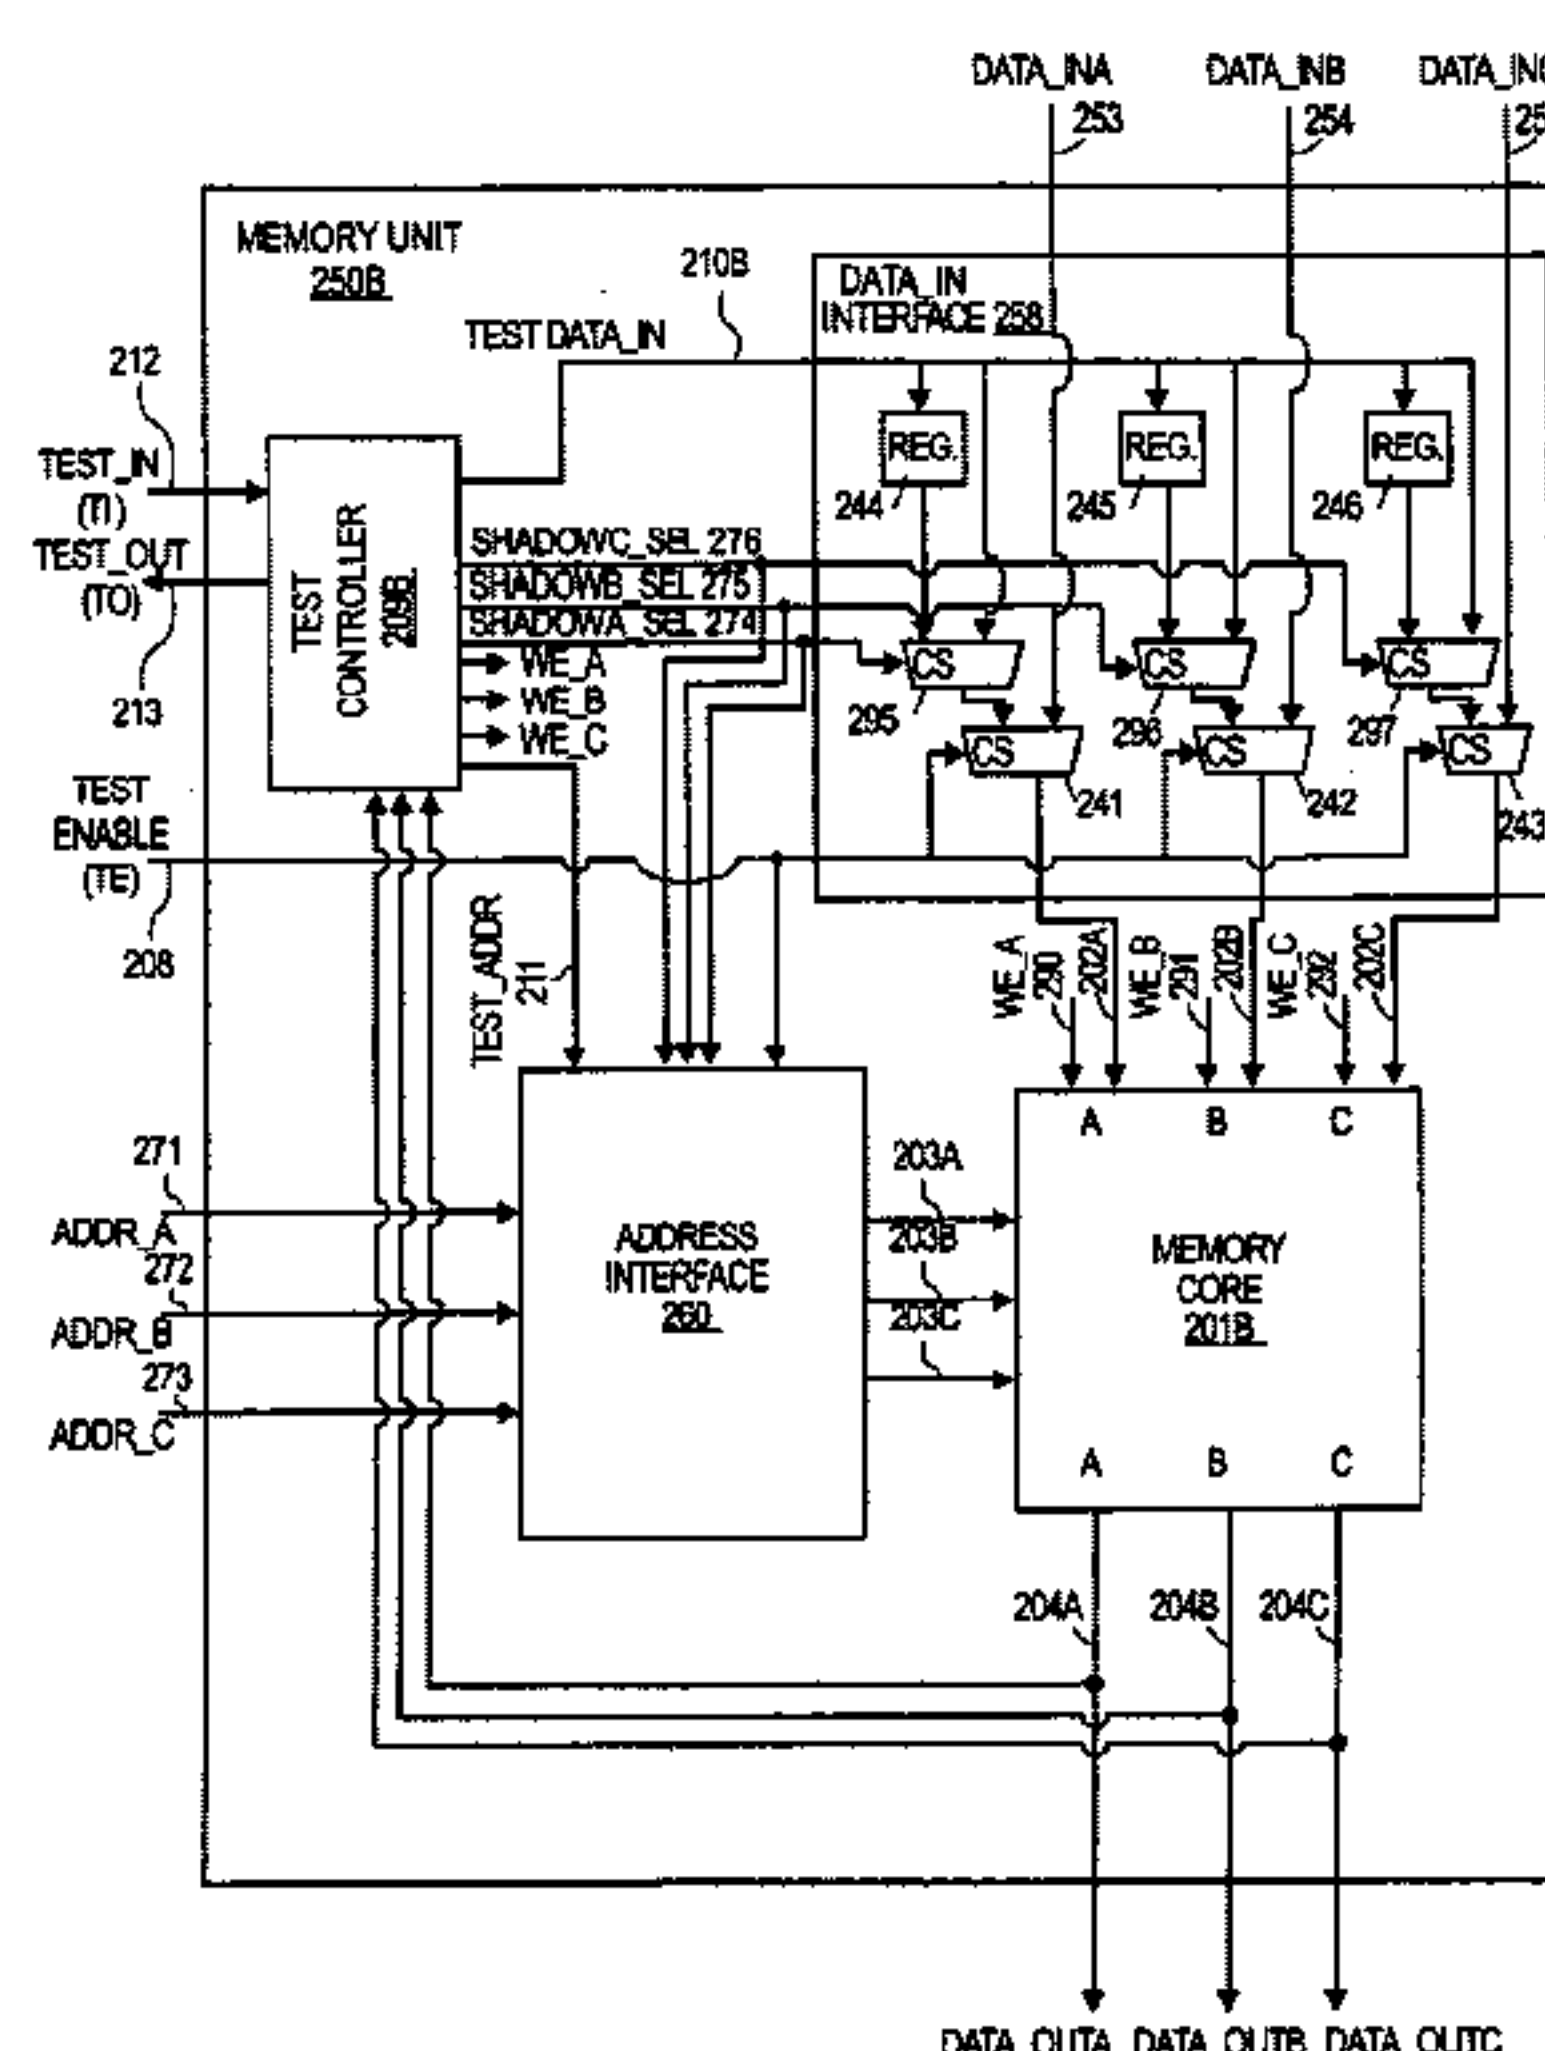 DATA_INA DATA_INB
253 254
MEMORY UNIT
250B
210B
DATA_IN
INTERFACE 258
TEST DATA_IN
212
TEST_IN
(TI)
TEST_OUT
(TO)
213
TEST
CONTROLLER
209B
REG. REG. REG.
244 245 246
SHADOWC_SEL 276
SHADOWB_SEL 275
SHADOWA_SEL 274
WE_A
WE_B
WE_C
CS CS CS
295 296 297
CS CS CS
241 242 243
TEST
ENABLE
(TE)
208
TEST_ADDR
211
WE_A
290
202A
WE_B
291
202B
WE_C
292
202C
A B C
271
ADDR_A
272
ADDR_B
273
ADDR_C
ADDRESS
INTERFACE
260
203A
203B
203C
MEMORY
CORE
201B
A B C
204A 204B 204C
DATA_OUTA DATA_OUTB DATA_OUTC